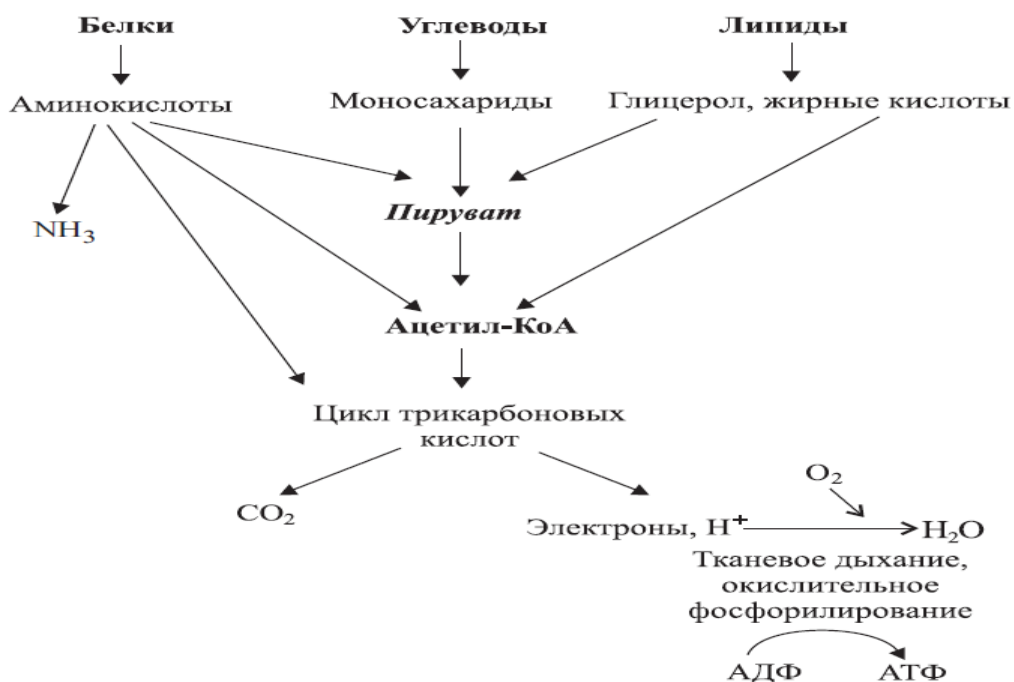 Белки Углеводы Липиды
Аминокислоты Моносахариды Глицерол, жирные кислоты
Пируват
NH3
Ацетил-КоА
Цикл трикарбоновых
кислот
O2
CO2
Электроны, H+ H2O
Тканевое дыхание,
окислительное
фосфорилирование
АДФ АТФ